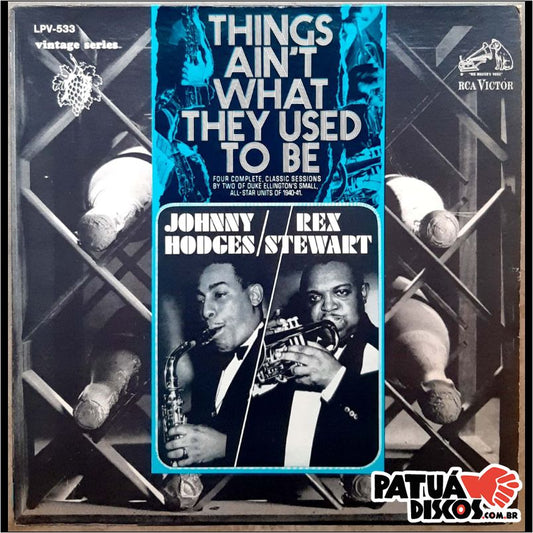 LPV-533
vintage series
THINGS
AIN'T
WHAT
THEY USED
TO BE
FOUR COMPLETE, CLASSIC SESSIONS
BY TWO OF DUKE ELLINGTON'S SMALL,
ALL-STAR UNITS OF 1940-41.
"HIS MASTER'S VOICE"
RCA VICTOR
JOHNNY
HODGES/
REX
STEWART
PATUÁ
DISCOS.COM.BR